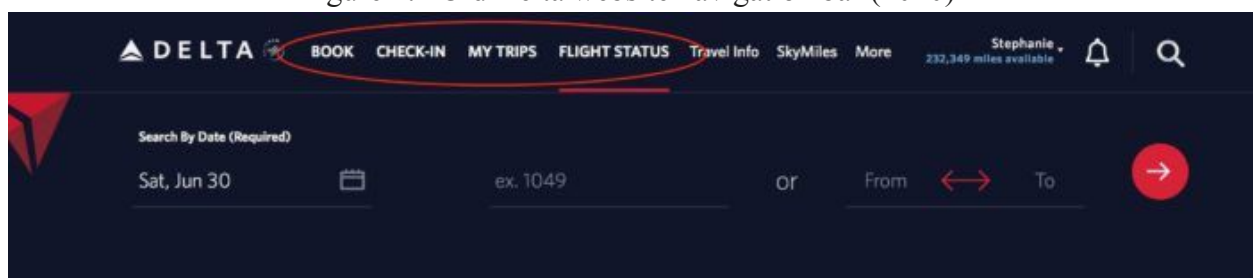 DELTA BOOK CHECK-IN MY TRIPS FLIGHT STATUS Travel Info SkyMiles More Stephanie
232,349 miles available
Search By Date (Required)
Sat, Jun 30 ex. 1049 or From To